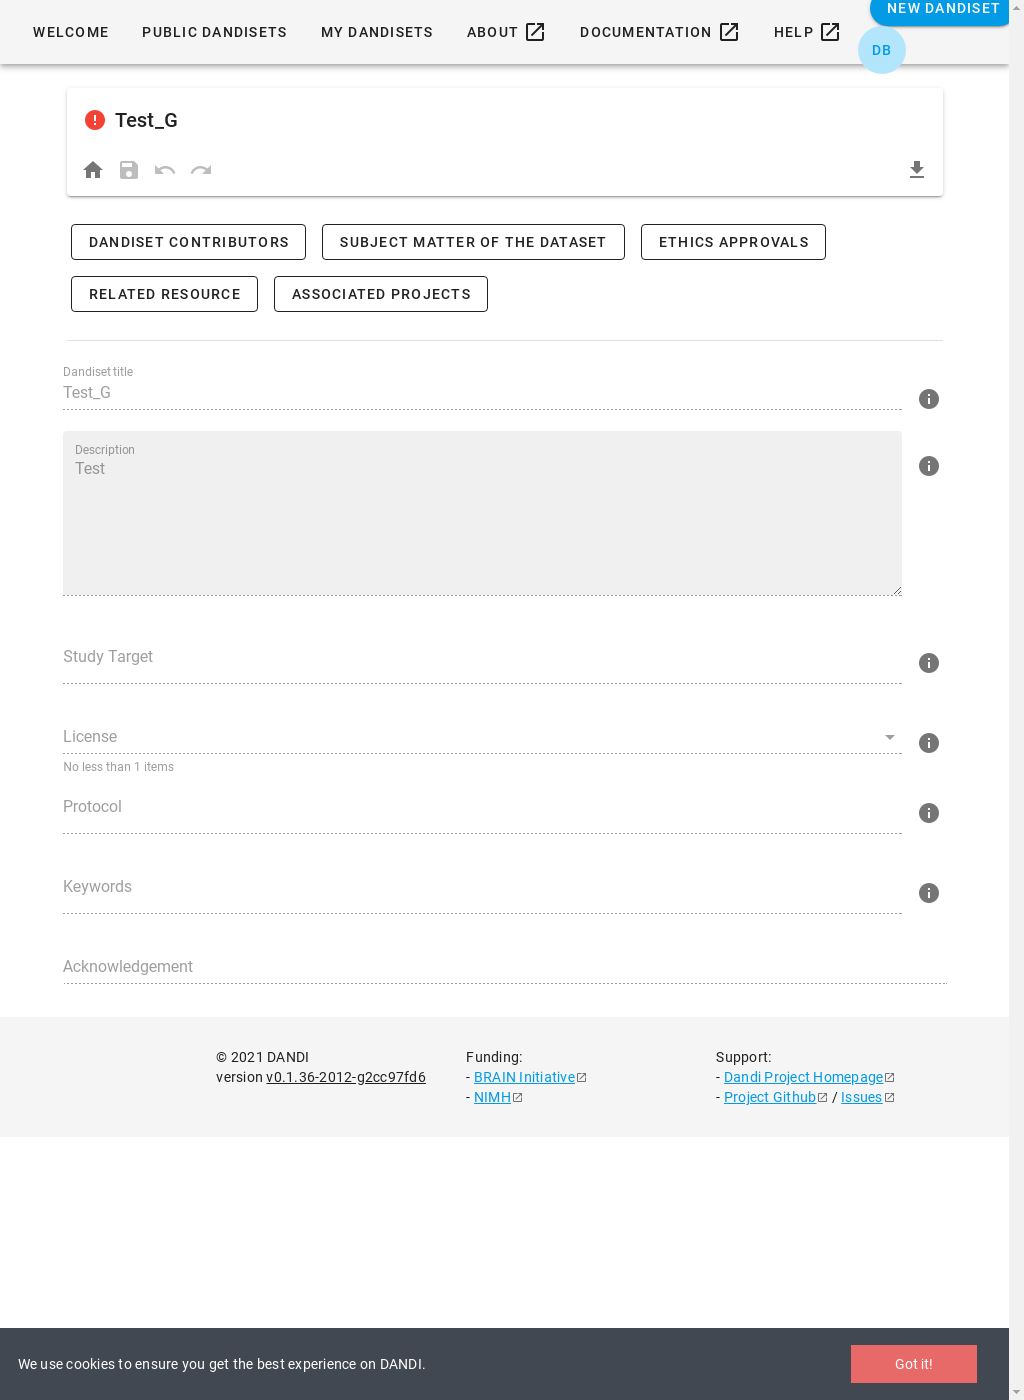 NEW DANDISET
WELCOME PUBLIC DANDISETS MY DANDISETS ABOUT DOCUMENTATION HELP
DB
Test_G
DANDISET CONTRIBUTORS SUBJECT MATTER OF THE DATASET ETHICS APPROVALS
RELATED RESOURCE ASSOCIATED PROJECTS
Dandiset title
Test_G
Description
Test
Study Target
License
No less than 1 items
Protocol
Keywords
Acknowledgement
© 2021 DANDI
version v0.1.36-2012-g2cc97fd6
Funding:
- BRAIN Initiative
- NIMH
Support:
- Dandi Project Homepage
- Project Github / Issues
We use cookies to ensure you get the best experience on DANDI.
Got it!